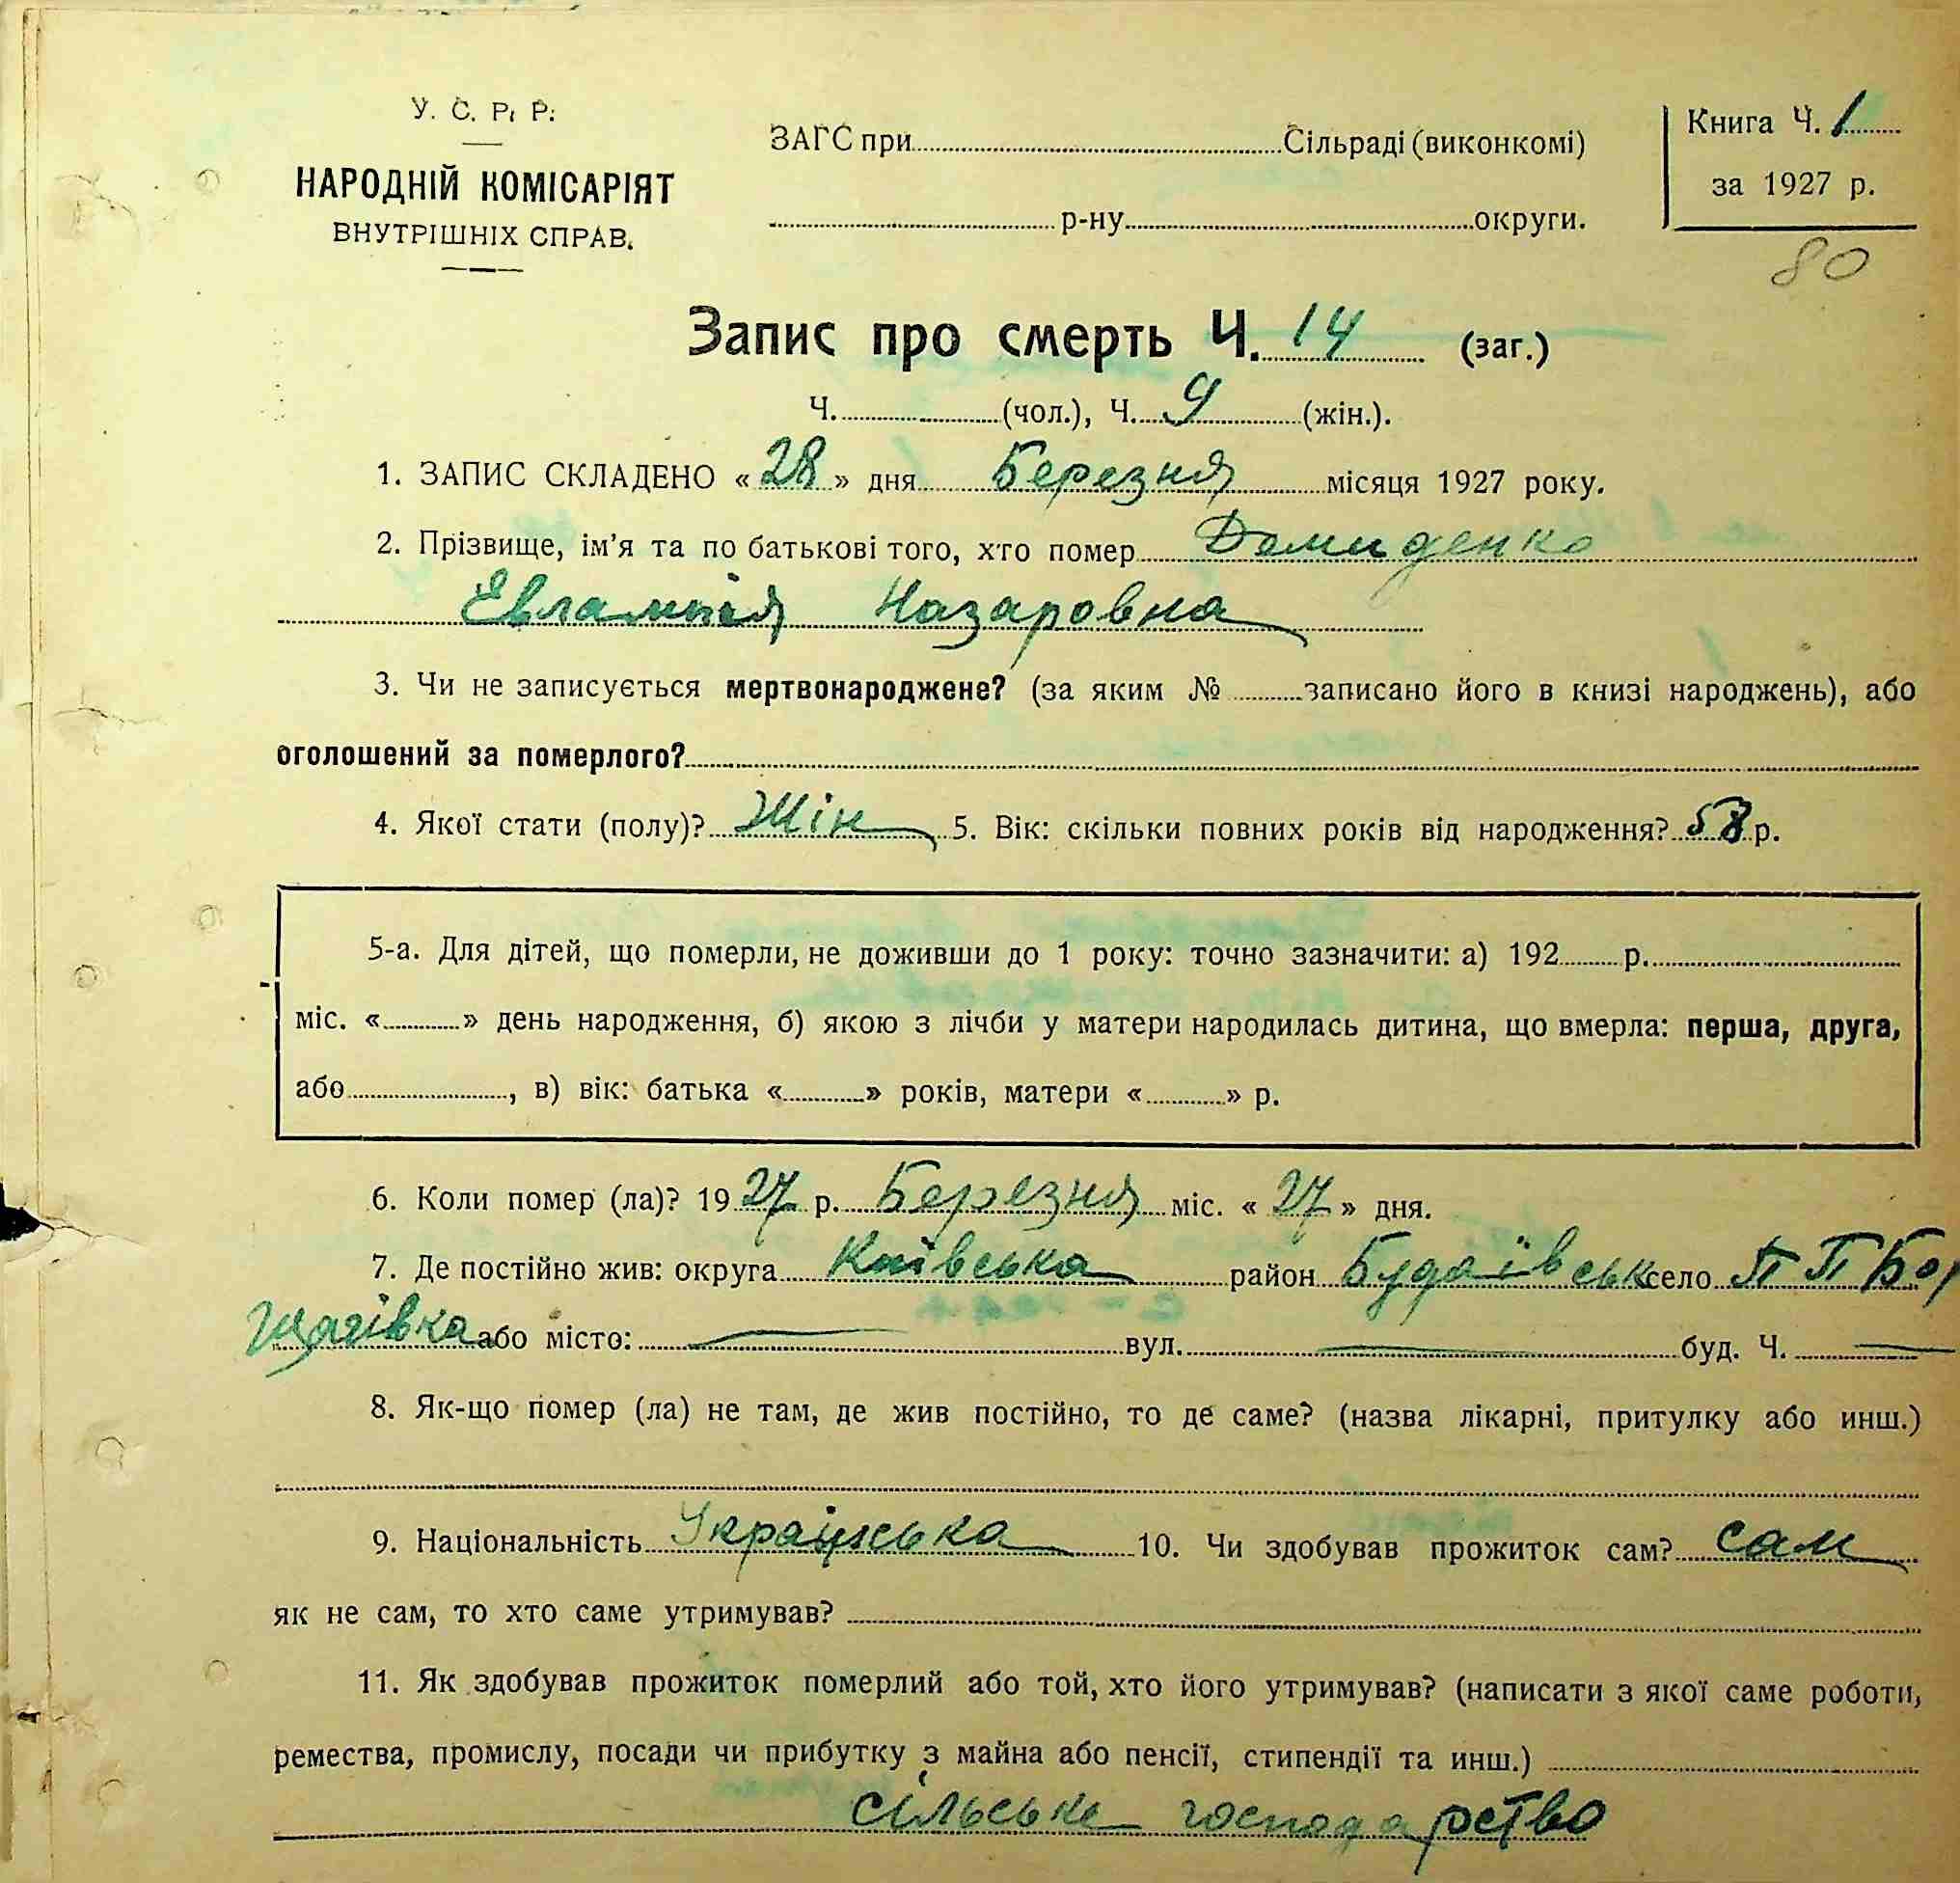 У. С. Р. Р.
НАРОДНІЙ КОМІСАРІЯТ
ВНУТРІШНІХ СПРАВ.
ЗАГС при Сільраді (виконкомі)
р-ну округи.
Книга Ч. 1
за 1927 р.
80
Запис про смерть Ч. 14 (заг.)
Ч. (чол.), Ч. 9 (жін.).
1. ЗАПИС СКЛАДЕНО « 28 » дня Березня місяця 1927 року.
2. Прізвище, ім’я та по батькові того, хто помер Демиденко
Евлампія Назаровна
3. Чи не записується мертвонароджене? (за яким № записано його в книзі народжень), або
оголошений за померлого?
4. Якої стати (полу)? Жін 5. Вік: скільки повних років від народження? 58 р.
5-а. Для дітей, що померли, не доживши до 1 року: точно зазначити: а) 192 р.
міс. « » день народження, б) якою з лічби у матери народилась дитина, що вмерла: перша, друга,
або , в) вік: батька « » років, матери « » р.
6. Коли помер (ла)? 19 27 р. Березня міс. « 27 » дня.
7. Де постійно жив: округа Київська район Будаївськ село П П Бор
щагівка або місто: вул. буд. Ч.
8. Як-що помер (ла) не там, де жив постійно, то де саме? (назва лікарні, притулку або инш.)
9. Національність Українська 10. Чи здобував прожиток сам? сам
як не сам, то хто саме утримував?
11. Як здобував прожиток померлий або той, хто його утримував? (написати з якої саме роботи,
ремества, промислу, посади чи прибутку з майна або пенсії, стипендії та инш.)
сільське господарство